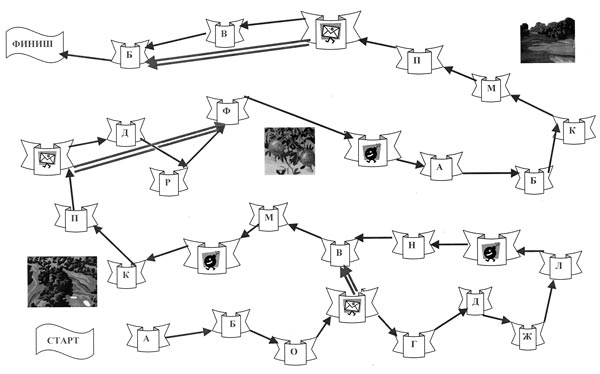 ФИНИШ
Б
В
П
М
К
Д
Ф
Р
А
Б
П
К
М
В
Н
Л
СТАРТ
А
Б
О
Г
Д
Ж